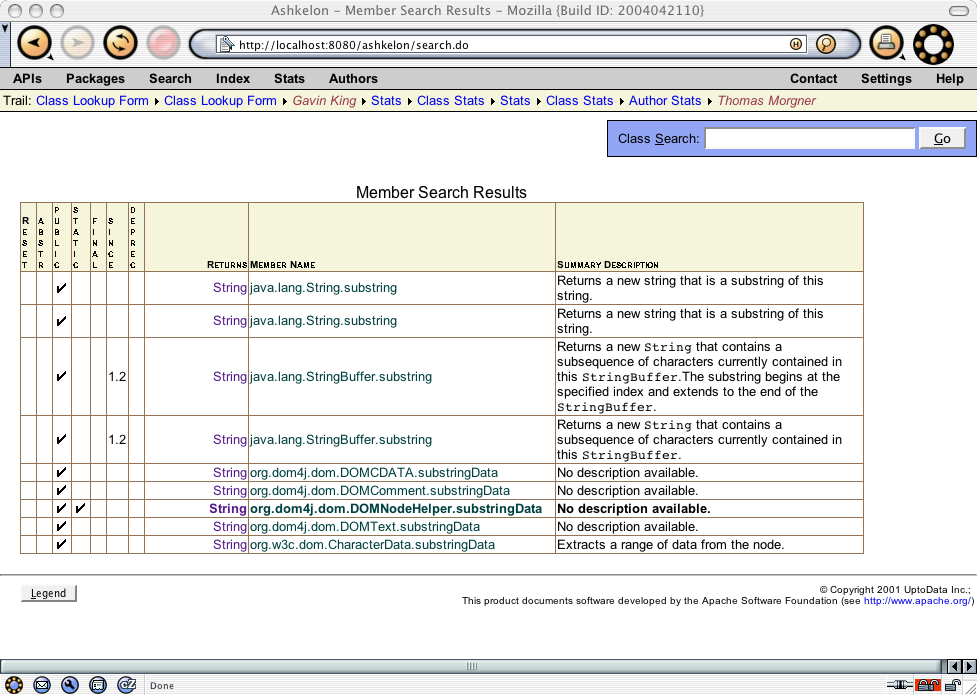 Ashkelon – Member Search Results – Mozilla {Build ID: 2004042110}
http://localhost:8080/ashkelon/search.do
APIs Packages Search Index Stats Authors Contact Settings Help
Trail: Class Lookup Form Class Lookup Form Gavin King Stats Class Stats Stats Class Stats Author Stats Thomas Morgner
Class Search: Go
Member Search Results
RESET ABSTR PUBLIC STATIC FINAL SINCE DEPREC RETURNS MEMBER NAME SUMMARY DESCRIPTION
String java.lang.String.substring Returns a new string that is a substring of this
string.
String java.lang.String.substring Returns a new string that is a substring of this
string.
Returns a new String that contains a
subsequence of characters currently contained in
1.2 String java.lang.StringBuffer.substring this StringBuffer.The substring begins at the
specified index and extends to the end of the
StringBuffer.
Returns a new String that contains a
1.2 String java.lang.StringBuffer.substring subsequence of characters currently contained in
this StringBuffer.
String org.dom4j.dom.DOMCDATA.substringData No description available.
String org.dom4j.dom.DOMComment.substringData No description available.
String org.dom4j.dom.DOMNodeHelper.substringData No description available.
String org.dom4j.dom.DOMText.substringData No description available.
String org.w3c.dom.CharacterData.substringData Extracts a range of data from the node.
Legend
© Copyright 2001 UptoData Inc.;
This product documents software developed by the Apache Software Foundation (see http://www.apache.org/)
Done